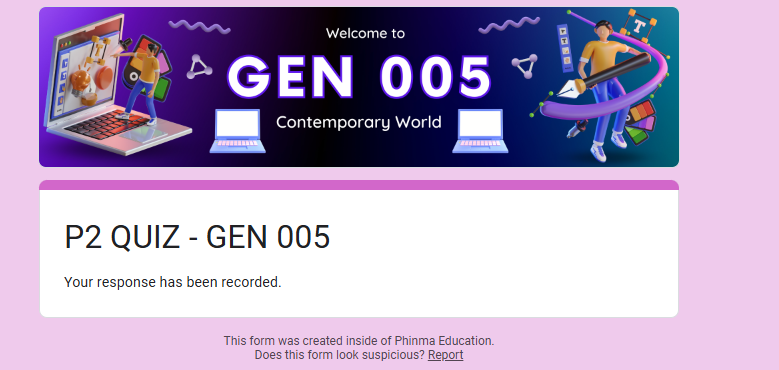 Welcome to
GEN 005
Contemporary World
P2 QUIZ - GEN 005
Your response has been recorded.
This form was created inside of Phinma Education.
Does this form look suspicious? Report